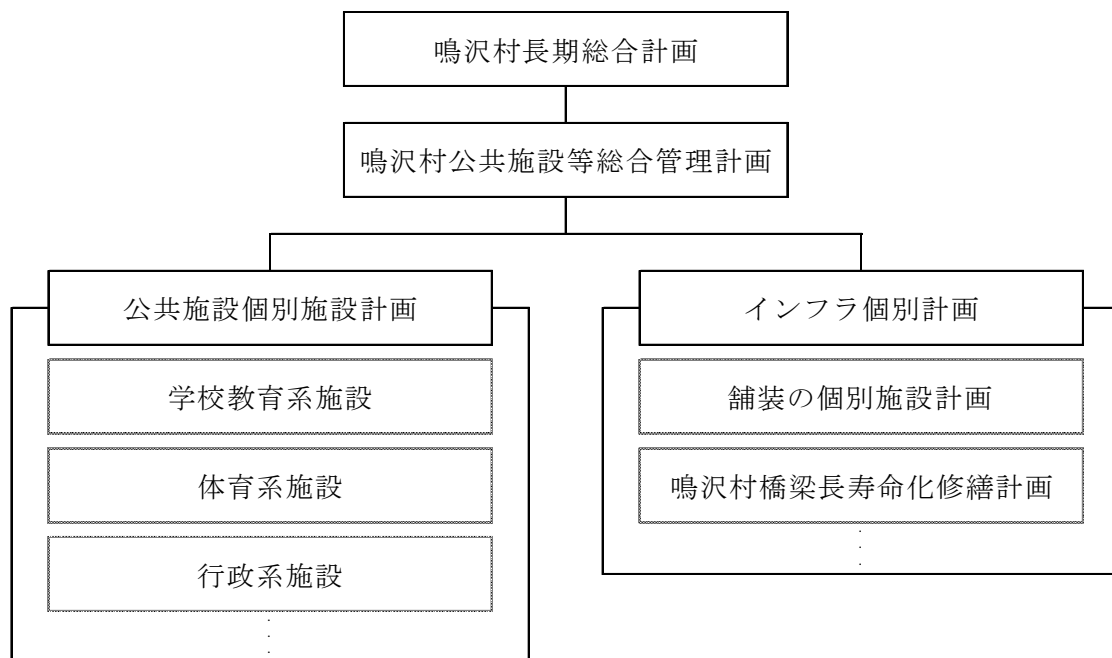 鳴沢村長期総合計画
鳴沢村公共施設等総合管理計画
公共施設個別施設計画
学校教育系施設
体育系施設
行政系施設
インフラ個別計画
舗装の個別施設計画
鳴沢村橋梁長寿命化修繕計画